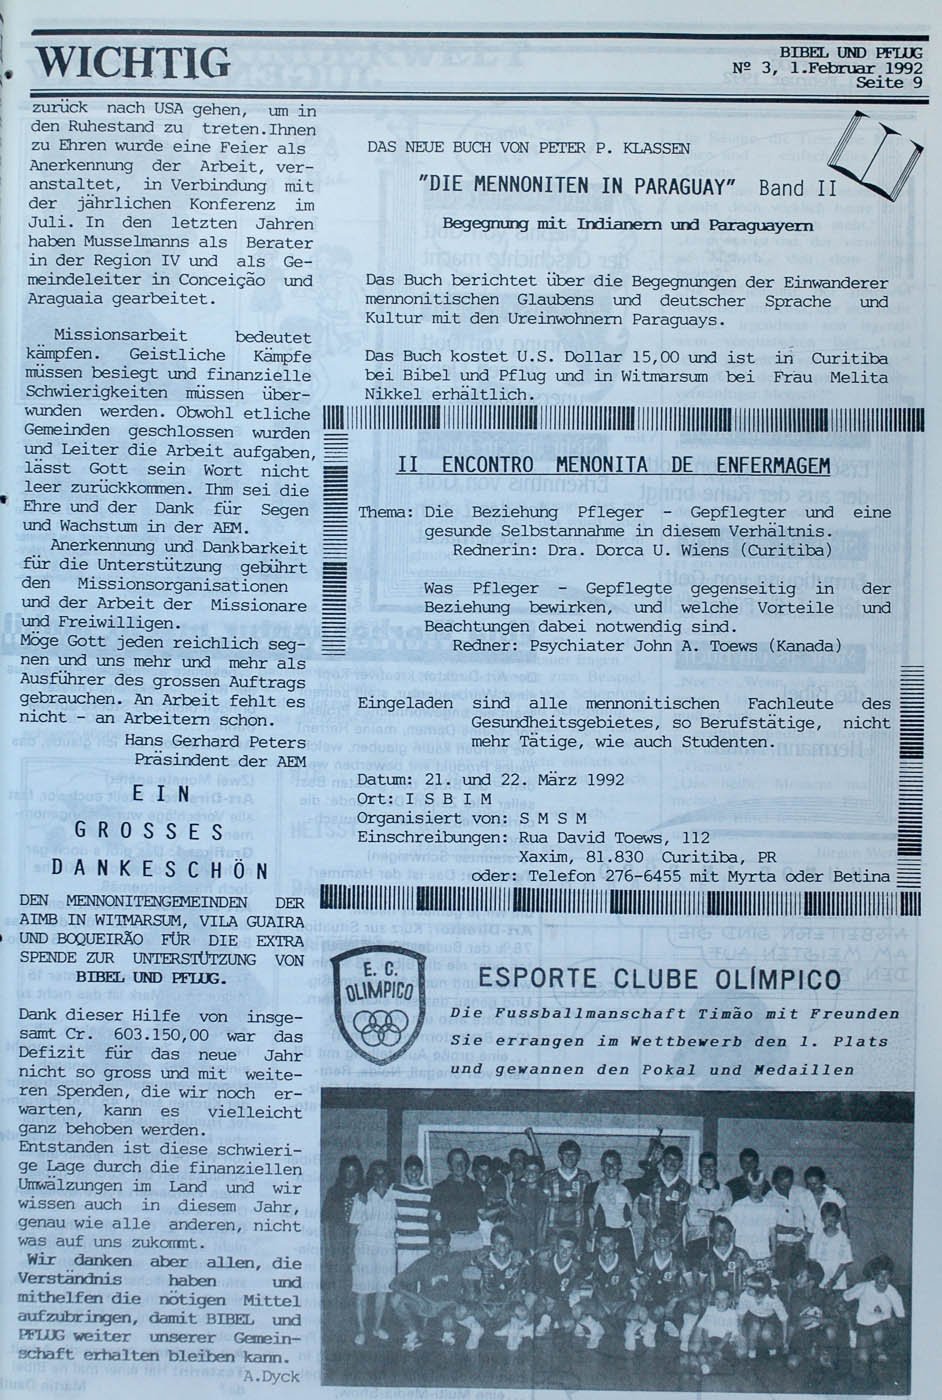 WICHTIG
BIBEL UND PFLUG
Nº 3, 1.Februar 1992
Seite 9
zurück nach USA gehen, um in
den Ruhestand zu treten.Ihnen
zu Ehren wurde eine Feier als
Anerkennung der Arbeit, ver-
anstaltet, in Verbindung mit
der jährlichen Konferenz im
Juli. In den letzten Jahren
haben Musselmanns als Berater
in der Region IV und als Ge-
meindeleiter in Conceição und
Araguaia gearbeitet.
Missionsarbeit bedeutet
kämpfen. Geistliche Kämpfe
müssen besiegt und finanzielle
Schwierigkeiten müssen über-
wunden werden. Obwohl etliche
Gemeinden geschlossen wurden
und Leiter die Arbeit aufgaben,
lässt Gott sein Wort nicht
leer zurückkommen. Ihm sei die
Ehre und der Dank für Segen
und Wachstum in der AEM.
Anerkennung und Dankbarkeit
für die Unterstützung gebührt
den Missionsorganisationen
und der Arbeit der Missionare
und Freiwilligen.
Möge Gott jeden reichlich seg-
nen und uns mehr und mehr als
Ausführer des grossen Auftrags
gebrauchen. An Arbeit fehlt es
nicht - an Arbeitern schon.
Hans Gerhard Peters
Präsident der AEM
EIN
GROSSES
DANKESCHÖN
DEN MENNONITENGEMEINDEN DER
AIMB IN WITMARSUM, VILA GUAIRA
UND BOQUEIRÃO FÜR DIE EXTRA
SPENDE ZUR UNTERSTÜTZUNG VON
BIBEL UND PFLUG.
Dank dieser Hilfe von insge-
samt Cr. 603.150,00 war das
Defizit für das neue Jahr
nicht so gross und mit weite-
ren Spenden, die wir noch er-
warten, kann es vielleicht
ganz behoben werden.
Entstanden ist diese schwieri-
ge Lage durch die finanziellen
Umwälzungen im Land und wir
wissen auch in diesem Jahr,
genau wie alle anderen, nicht
was auf uns zukommt.
Wir danken aber allen, die
Verständnis haben und
mithelfen die nötigen Mittel
aufzubringen, damit BIBEL und
PFLUG weiter unserer Gemein-
schaft erhalten bleiben kann.
A.Dyck
DAS NEUE BUCH VON PETER P. KLASSEN
"DIE MENNONITEN IN PARAGUAY" Band II
Begegnung mit Indianern und Paraguayern
Das Buch berichtet über die Begegnungen der Einwanderer
mennonitischen Glaubens und deutscher Sprache und
Kultur mit den Ureinwohnern Paraguays.
Das Buch kostet U.S. Dollar 15,00 und ist in Curitiba
bei Bibel und Pflug und in Witmarsum bei Frau Melita
Nikkel erhältlich.
II ENCONTRO MENONITA DE ENFERMAGEM
Thema: Die Beziehung Pfleger - Gepflegter und eine
gesunde Selbstannahme in diesem Verhältnis.
Rednerin: Dra. Dorca U. Wiens (Curitiba)
Was Pfleger - Gepflegte gegenseitig in der
Beziehung bewirken, und welche Vorteile und
Beachtungen dabei notwendig sind.
Redner: Psychiater John A. Toews (Kanada)
Eingeladen sind alle mennonitischen Fachleute des
Gesundheitsgebietes, so Berufstätige, nicht
mehr Tätige, wie auch Studenten.
Datum: 21. und 22. März 1992
Ort: I S B I M
Organisiert von: S M S M
Einschreibungen: Rua David Toews, 112
Xaxim, 81.830 Curitiba, PR
oder: Telefon 276-6455 mit Myrta oder Betina
E. C.
OLIMPICO
ESPORTE CLUBE OLÍMPICO
Die Fussballmanschaft Timão mit Freunden
Sie errangen im Wettbewerb den 1. Plats
und gewannen den Pokal und Medaillen